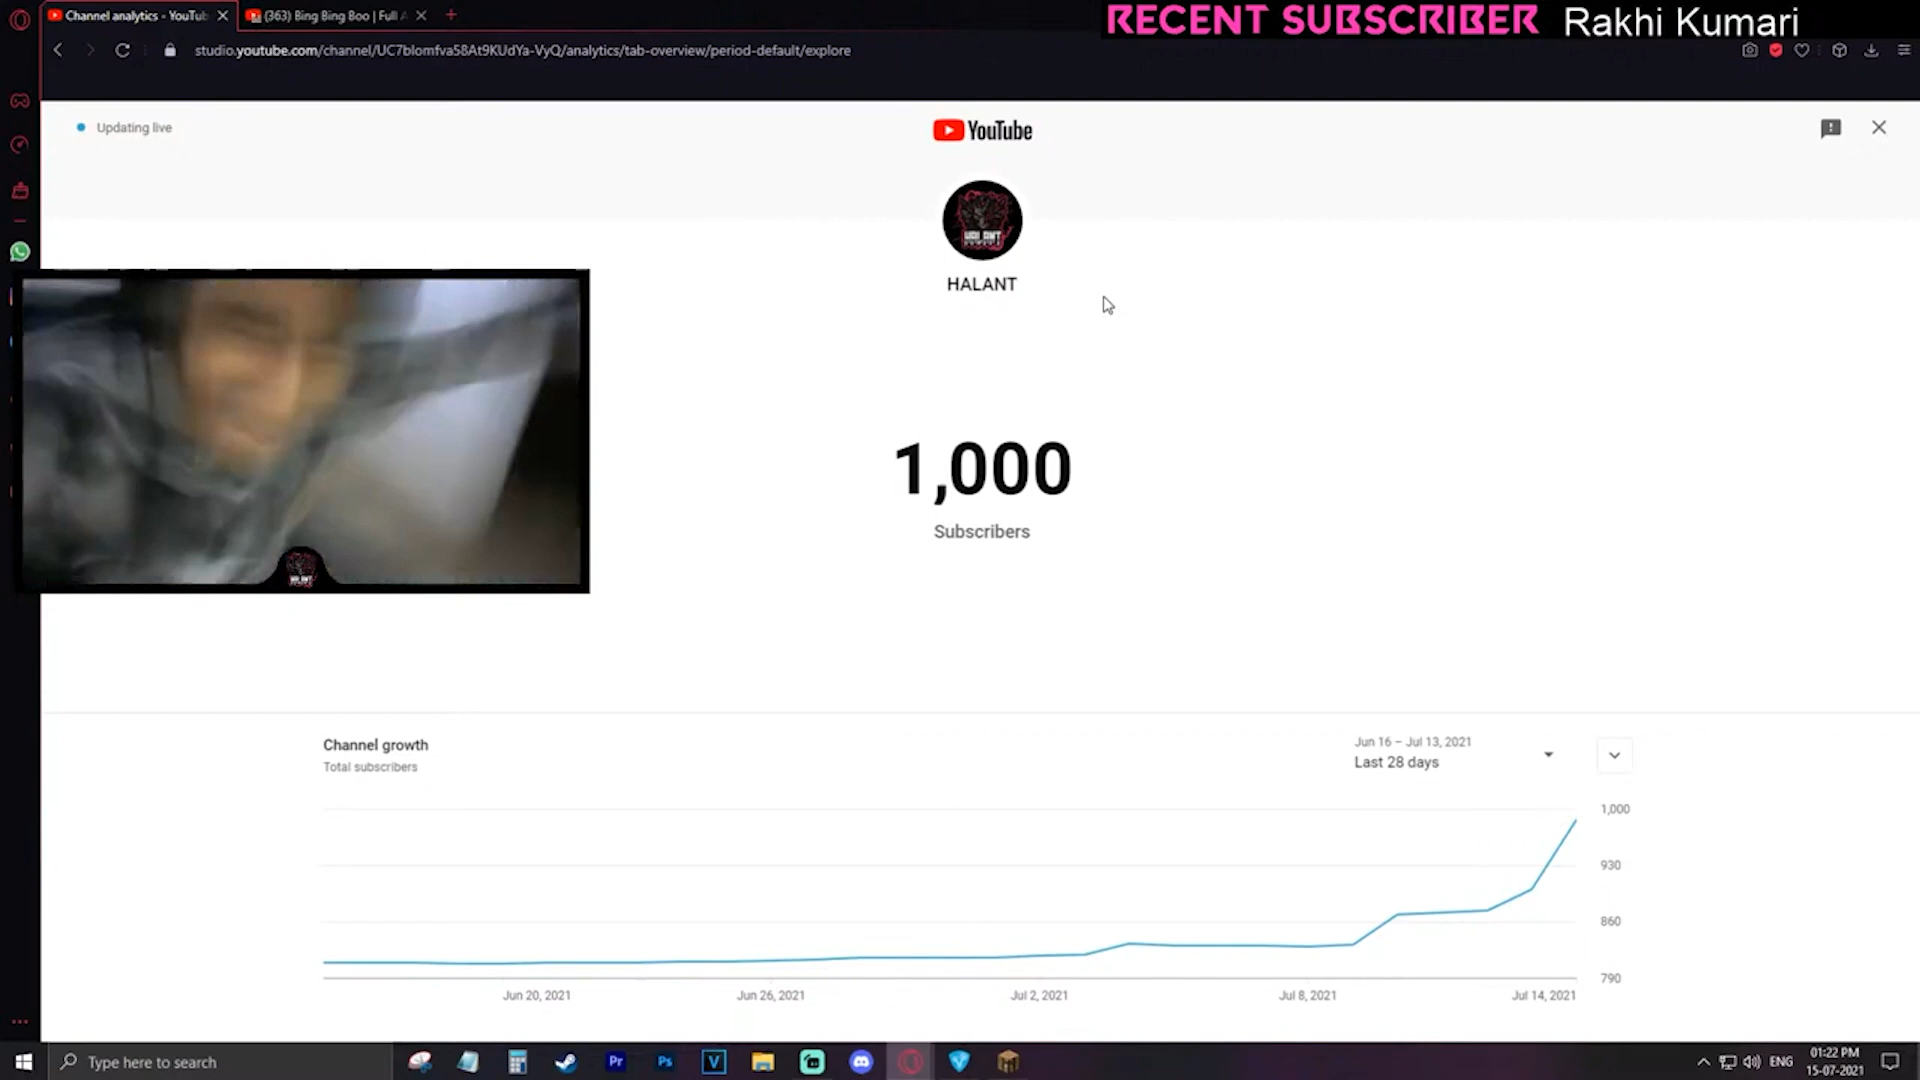 Channel analytics - YouTub
(363) Bing Bing Boo | Full A
RECENT SUBSCRIBER Rakhi Kumari
studio.youtube.com/channel/UC7blomfva58At9KUdYa-VyQ/analytics/tab-overview/period-default/explore
Updating live
YouTube
HALANT
1,000
Subscribers
Channel growth
Total subscribers
Jun 16 – Jul 13, 2021
Last 28 days
1,000
930
860
790
Jun 20, 2021
Jun 26, 2021
Jul 2, 2021
Jul 8, 2021
Jul 14, 2021
Type here to search
Pr
Ps
V
ENG
01:22 PM
15-07-2021